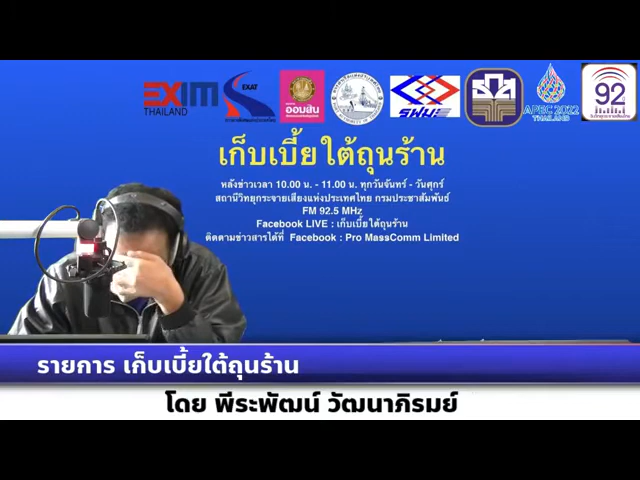 EXIM
THAILAND
EXAT
ออมสิน
รฟม
APEC 2022
THAILAND
92
เก็บเบี้ยใต้ถุนร้าน
หลังข่าวเวลา 10.00 น. - 11.00 น. ทุกวันจันทร์ - วันศุกร์
สถานีวิทยุกระจายเสียงแห่งประเทศไทย กรมประชาสัมพันธ์
FM 92.5 MHz
Facebook LIVE : เก็บเบี้ยใต้ถุนร้าน
ติดตามข่าวสารได้ที่ Facebook : Pro MassComm Limited
รายการ เก็บเบี้ยใต้ถุนร้าน
โดย พีระพัฒน์ วัฒนาภิรมย์